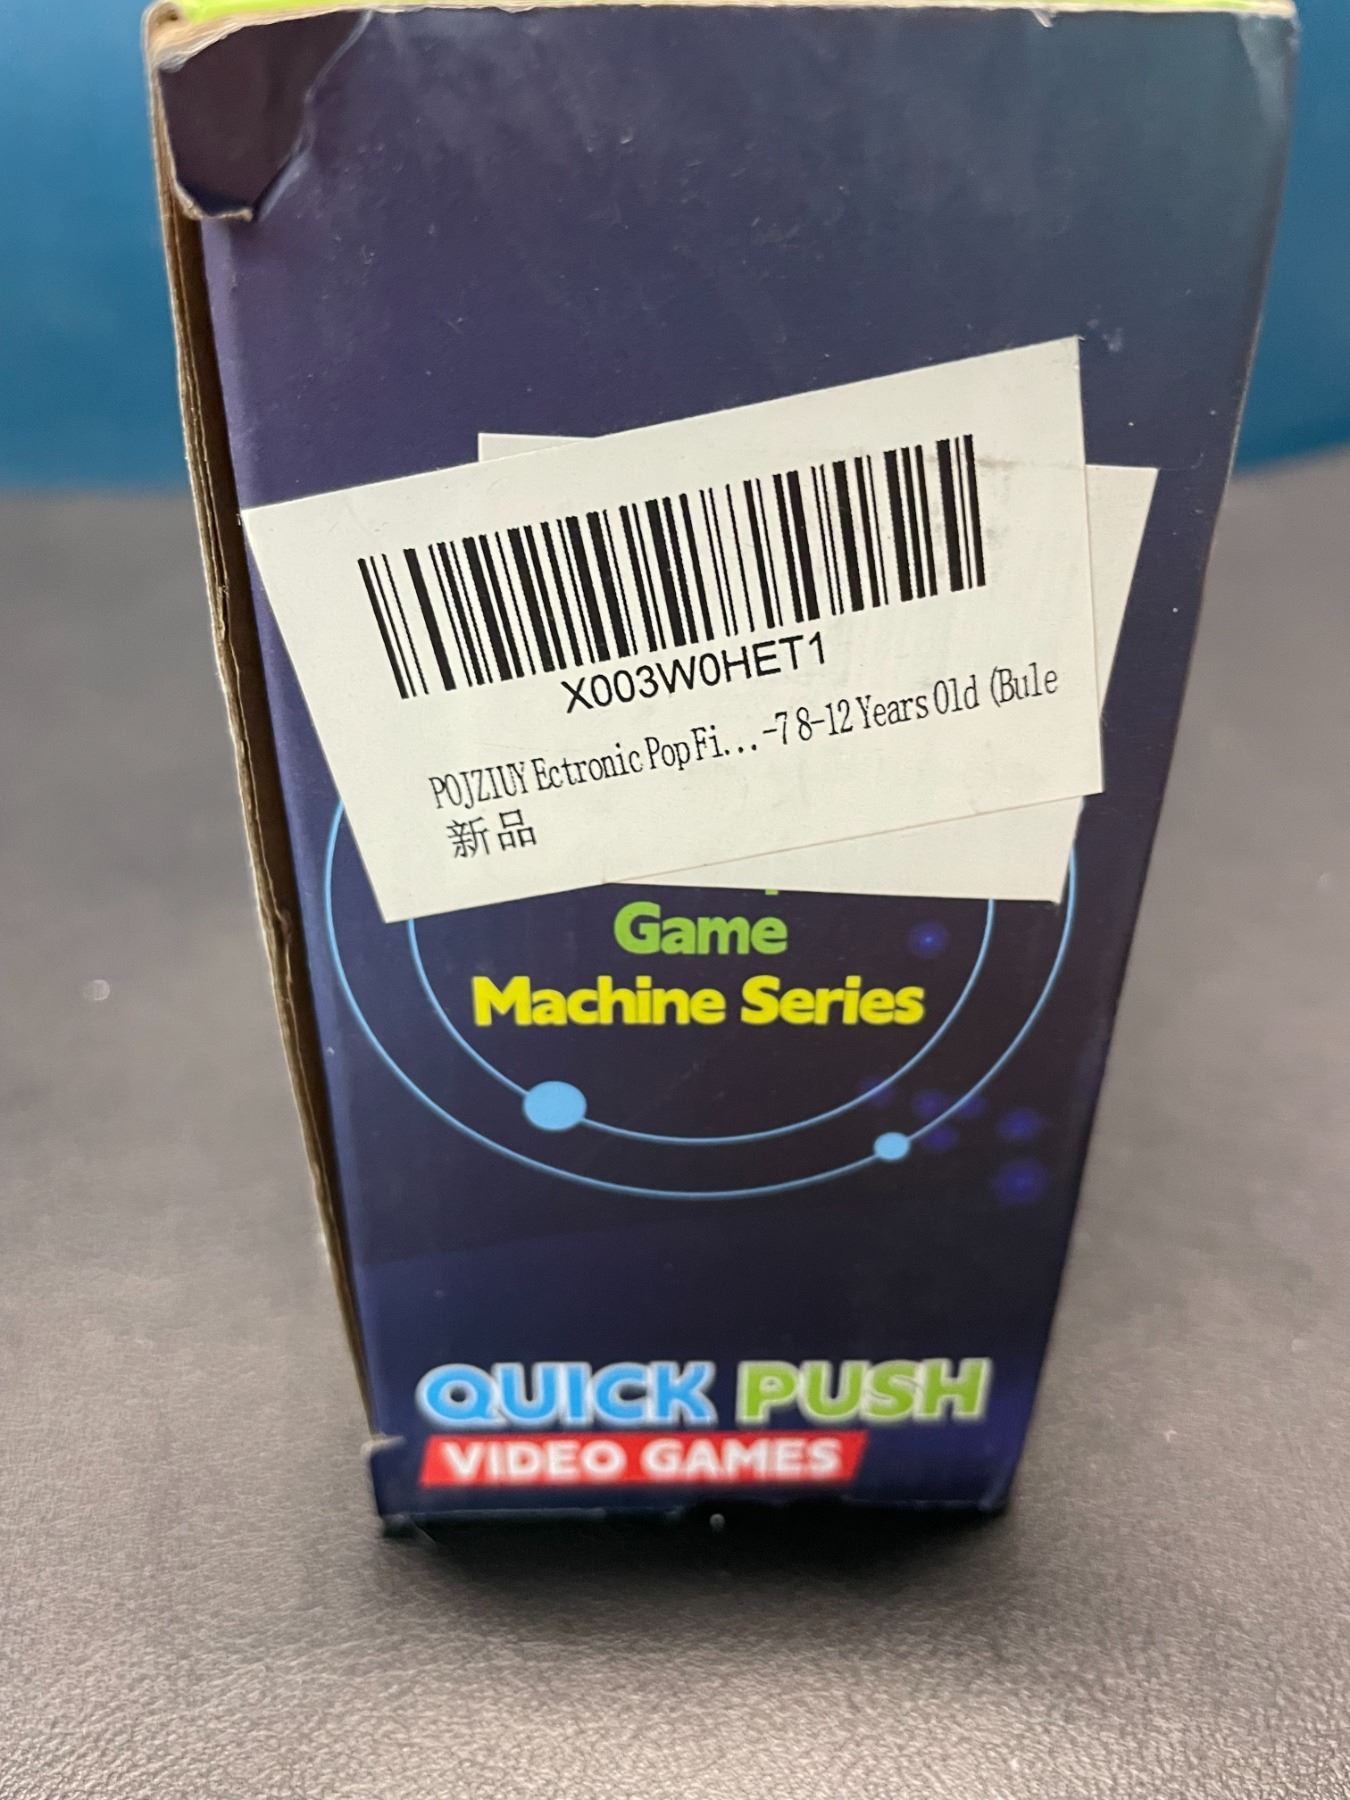 X003W0HET1
POJZIUY Ectronic Pop Fi...-7 8-12 Years Old (Bule
新品
Game
Machine Series
QUICK PUSH
VIDEO GAMES